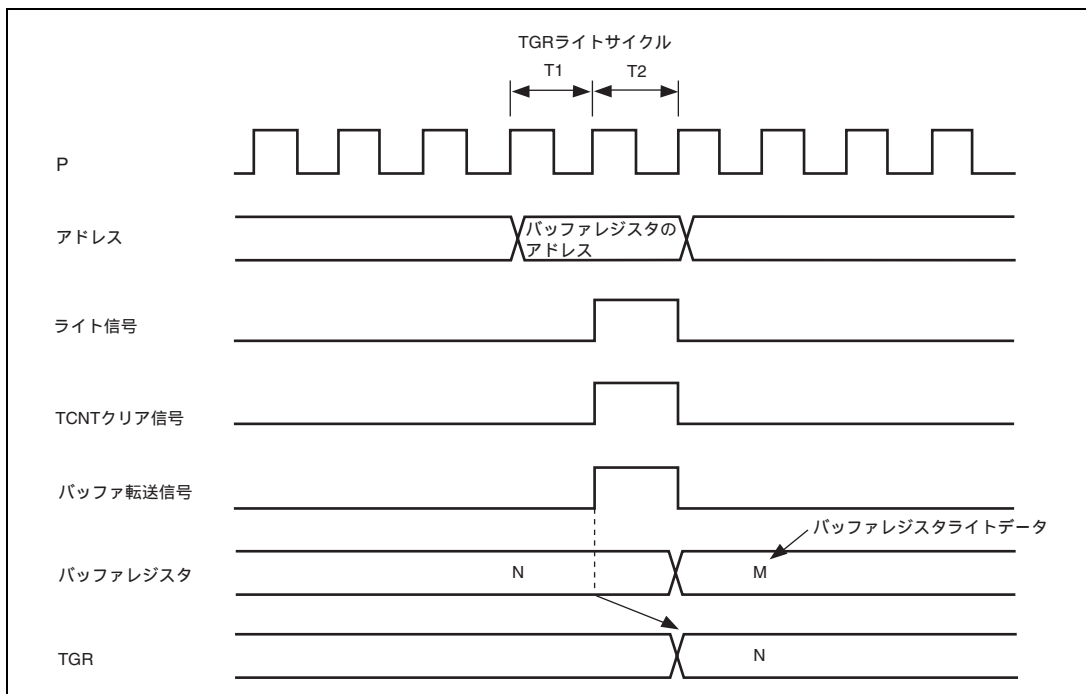 TGRライトサイクル
T1
T2
P
アドレス
バッファレジスタの
アドレス
ライト信号
TCNTクリア信号
バッファ転送信号
バッファレジスタライトデータ
バッファレジスタ
N
M
TGR
N